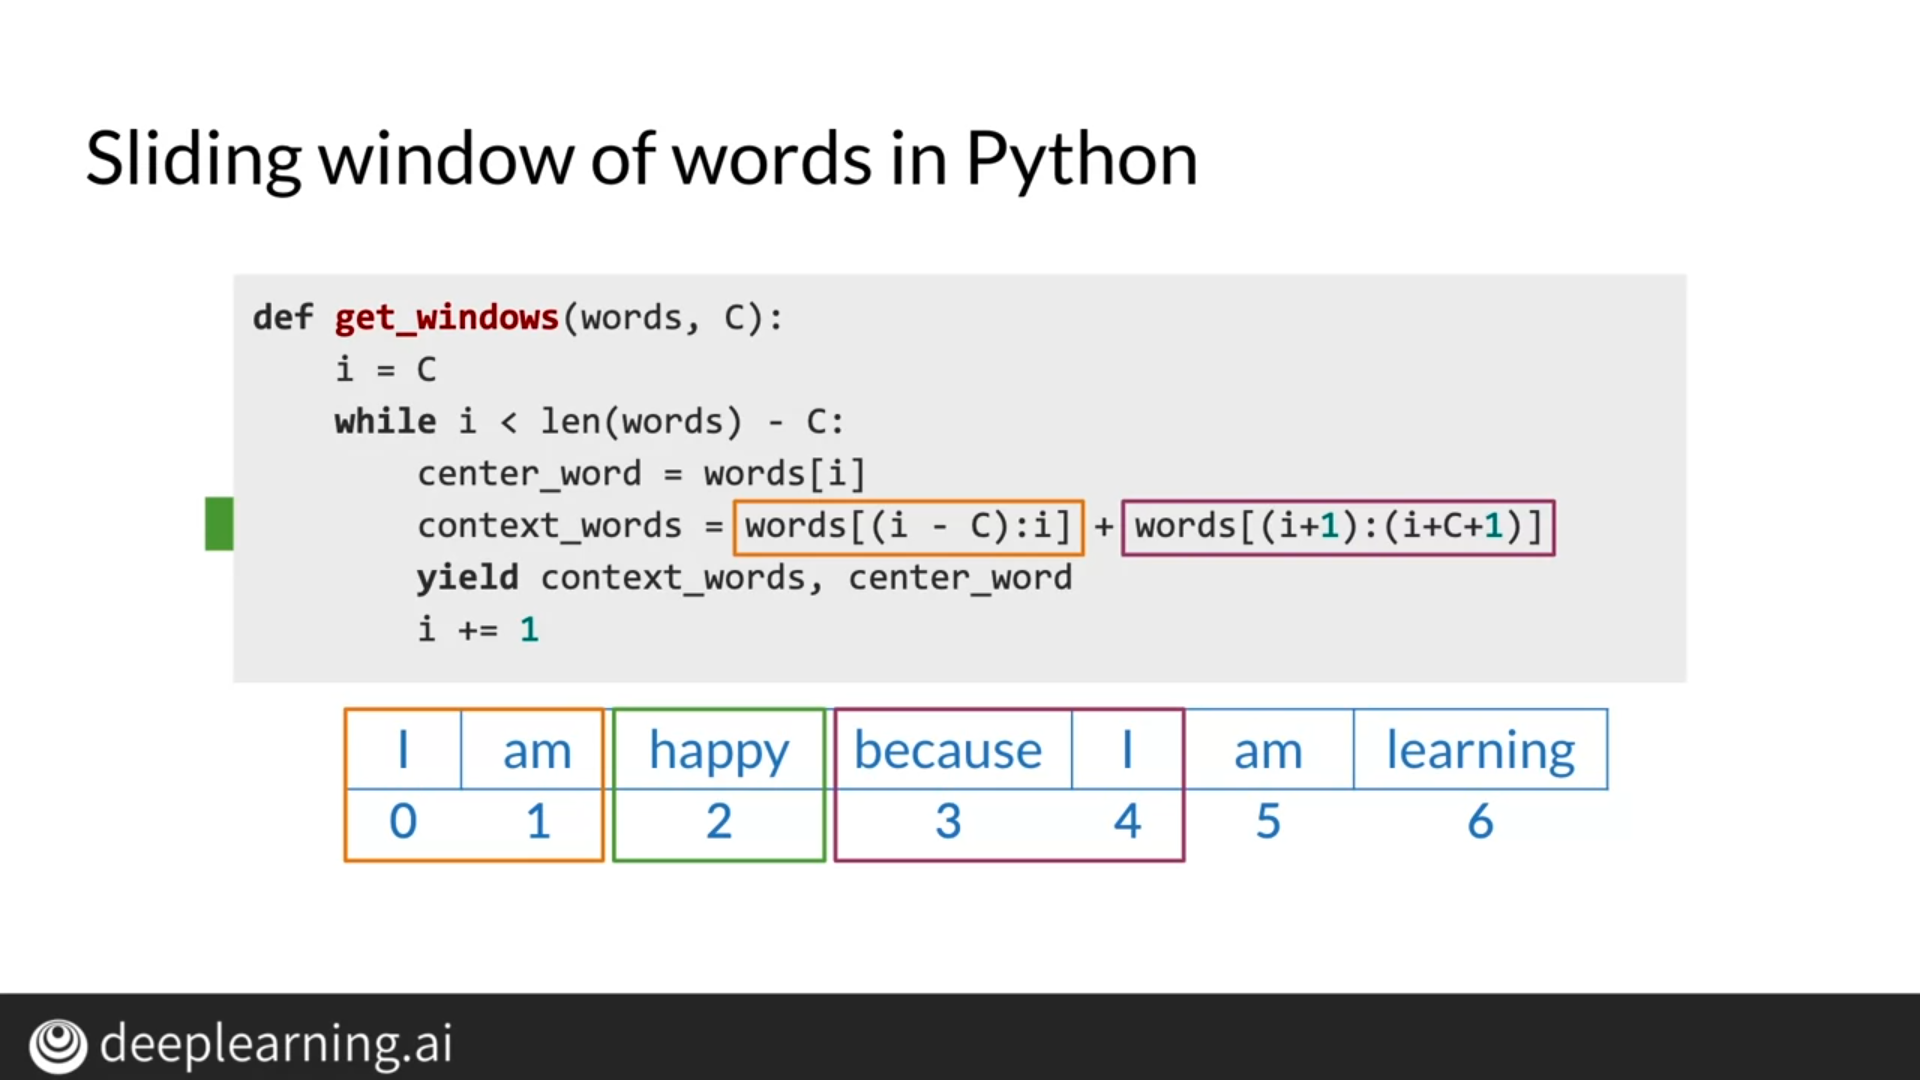 Sliding window of words in Python
def get_windows(words, C):
    i = C
    while i < len(words) - C:
        center_word = words[i]
        context_words = words[(i - C):i] + words[(i+1):(i+C+1)]
        yield context_words, center_word
        i += 1
I am happy because I am learning
0 1 2 3 4 5 6
deeplearning.ai